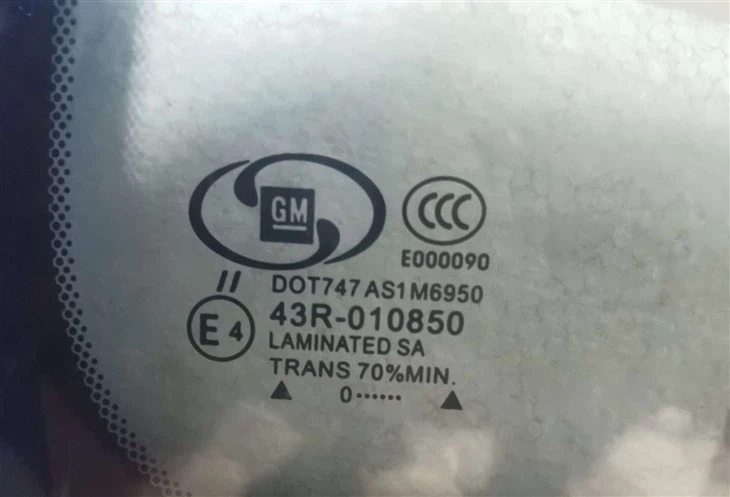 GM
CCC
E000090
// DOT747 AS1 M6950
E4 43R-010850
LAMINATED SA
TRANS 70%MIN.
▲ 0······ ▲